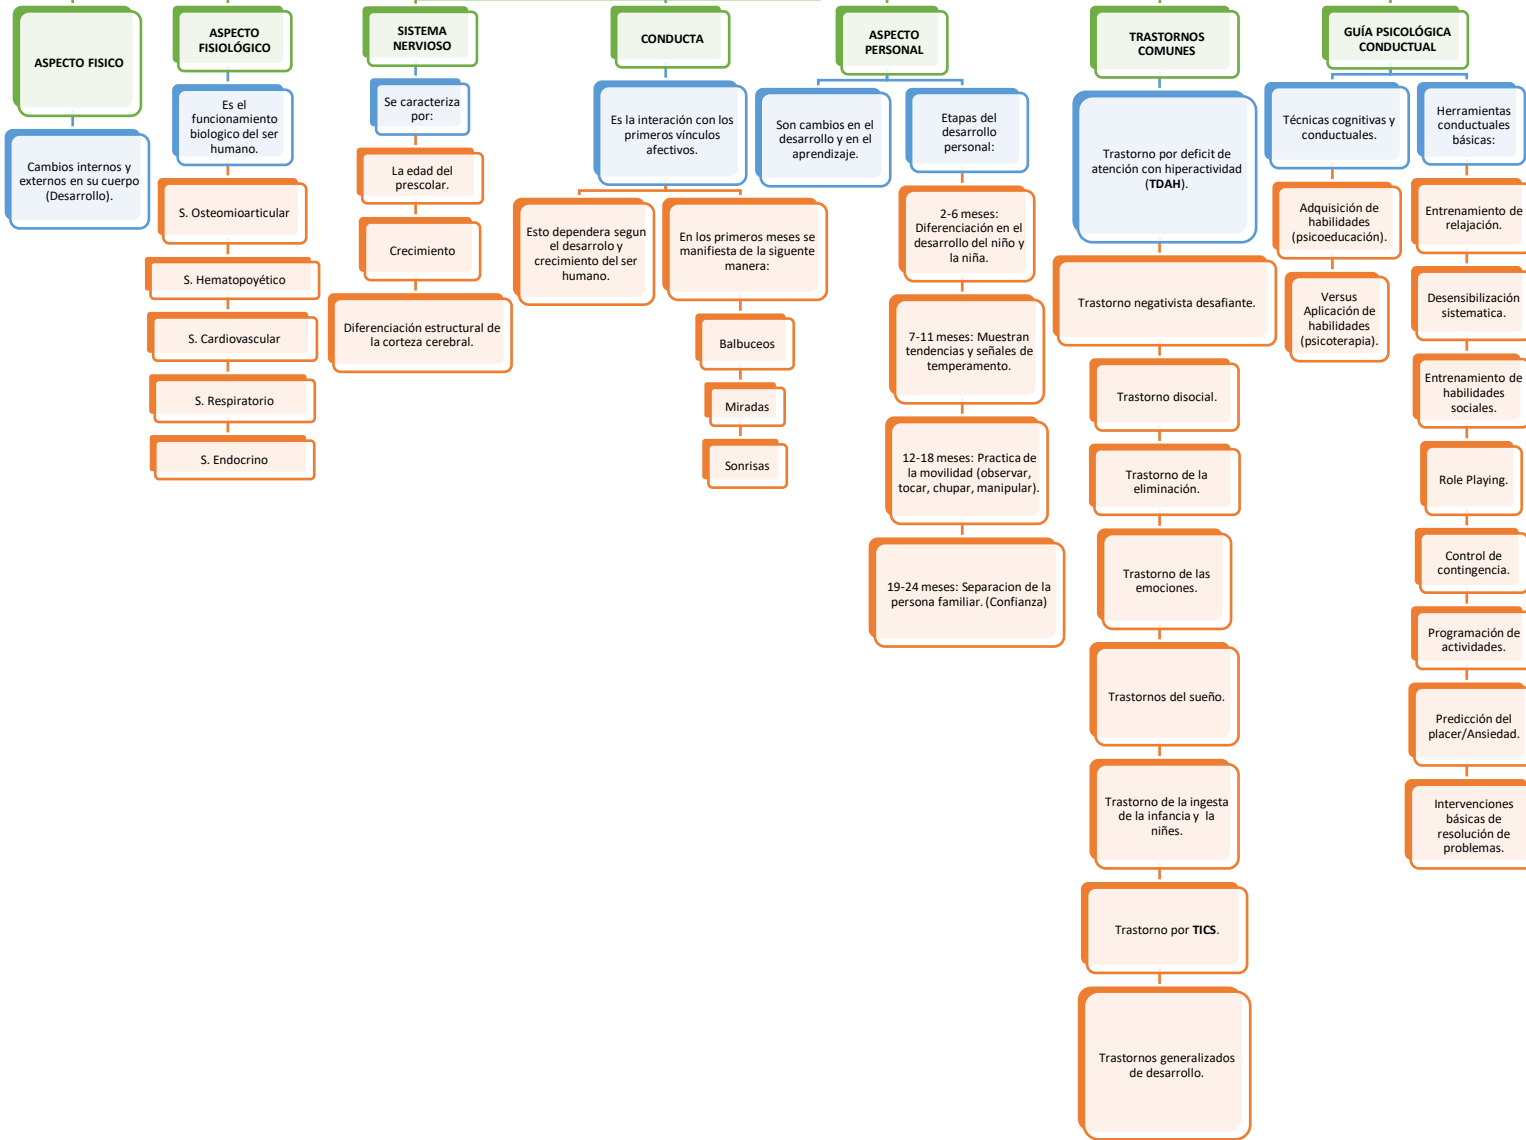 ASPECTO FISICO
Cambios internos y
externos en su cuerpo
(Desarrollo).
ASPECTO
FISIOLÓGICO
Es el
funcionamiento
biologico del ser
humano.
S. Osteomioarticular
S. Hematopoyético
S. Cardiovascular
S. Respiratorio
S. Endocrino
SISTEMA
NERVIOSO
Se caracteriza
por:
La edad del
prescolar.
Crecimiento
Diferenciación estructural de
la corteza cerebral.
CONDUCTA
Es la interación con los
primeros vínculos
afectivos.
Esto dependera segun
el desarrolo y
crecimiento del ser
humano.
En los primeros meses se
manifiesta de la siguente
manera:
Balbuceos
Miradas
Sonrisas
ASPECTO
PERSONAL
Son cambios en el
desarrollo y en el
aprendizaje.
Etapas del
desarrollo
personal:
2-6 meses:
Diferenciación en el
desarrollo del niño y
la niña.
7-11 meses: Muestran
tendencias y señales de
temperamento.
12-18 meses: Practica de
la movilidad (observar,
tocar, chupar, manipular).
19-24 meses: Separacion de la
persona familiar. (Confianza)
TRASTORNOS
COMUNES
Trastorno por deficit de
atención con hiperactividad
(TDAH).
Trastorno negativista desafiante.
Trastorno disocial.
Trastorno de la
eliminación.
Trastorno de las
emociones.
Trastornos del sueño.
Trastorno de la ingesta
de la infancia y la
niñes.
Trastorno por TICS.
Trastornos generalizados
de desarrollo.
GUÍA PSICOLÓGICA
CONDUCTUAL
Técnicas cognitivas y
conductuales.
Adquisición de
habilidades
(psicoeducación).
Versus
Aplicación de
habilidades
(psicoterapia).
Herramientas
conductuales
básicas:
Entrenamiento de
relajación.
Desensibilización
sistematica.
Entrenamiento de
habilidades
sociales.
Role Playing.
Control de
contingencia.
Programación de
actividades.
Predicción del
placer/Ansiedad.
Intervenciones
básicas de
resolución de
problemas.